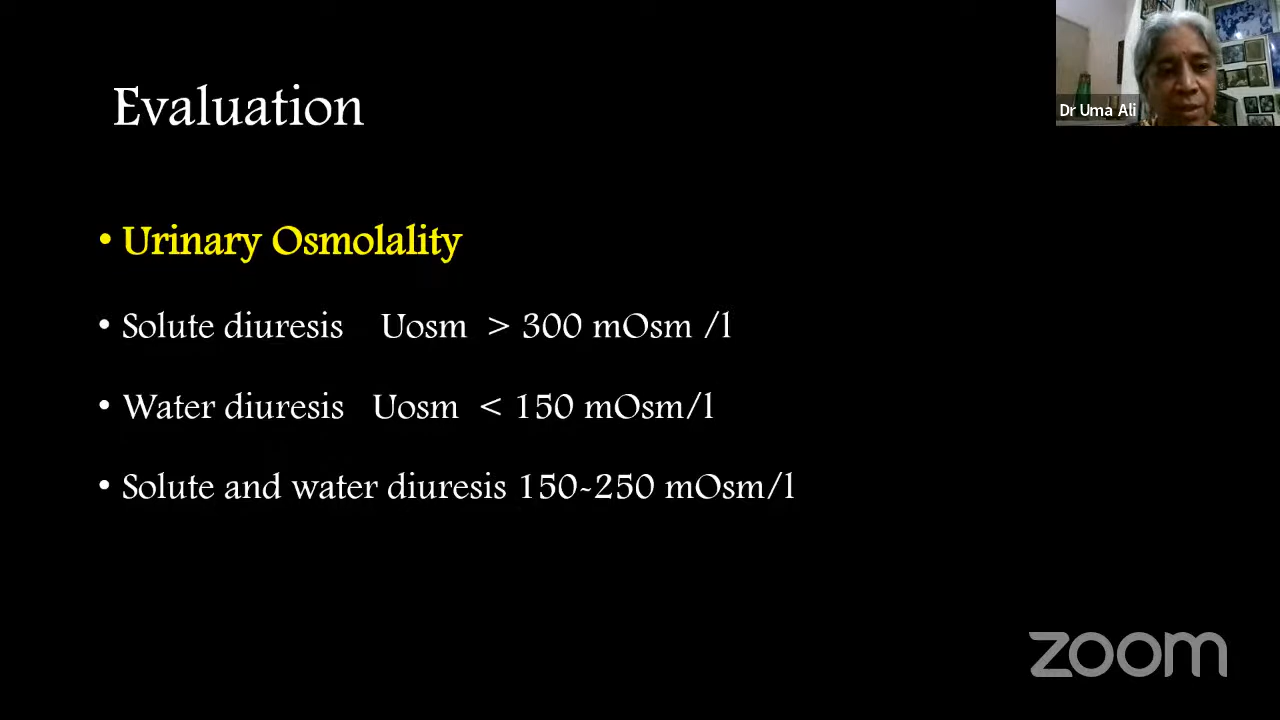 Evaluation
Dr Uma Ali
• Urinary Osmolality
• Solute diuresis Uosm > 300 mOsm /l
• Water diuresis Uosm < 150 mOsm/l
• Solute and water diuresis 150-250 mOsm/l
zoom